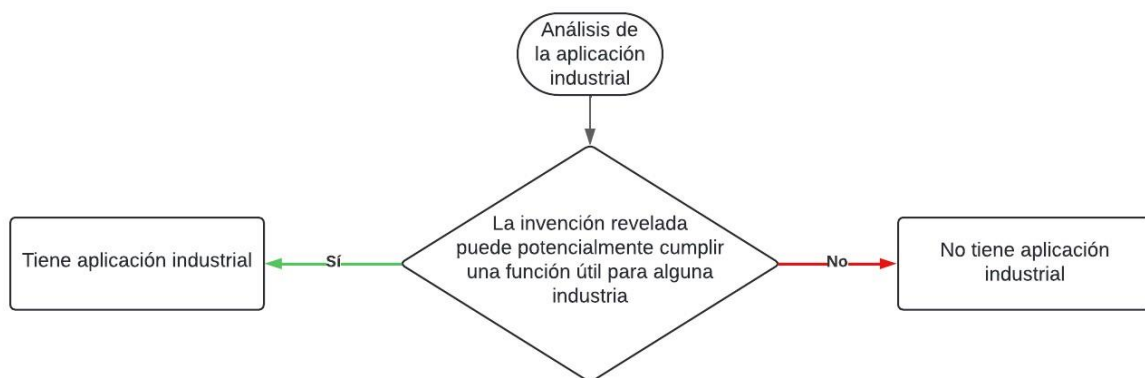 Análisis de
la aplicación
industrial
La invención revelada
puede potencialmente cumplir
una función útil para alguna
industria
Tiene aplicación industrial
Sí
No
No tiene aplicación
industrial